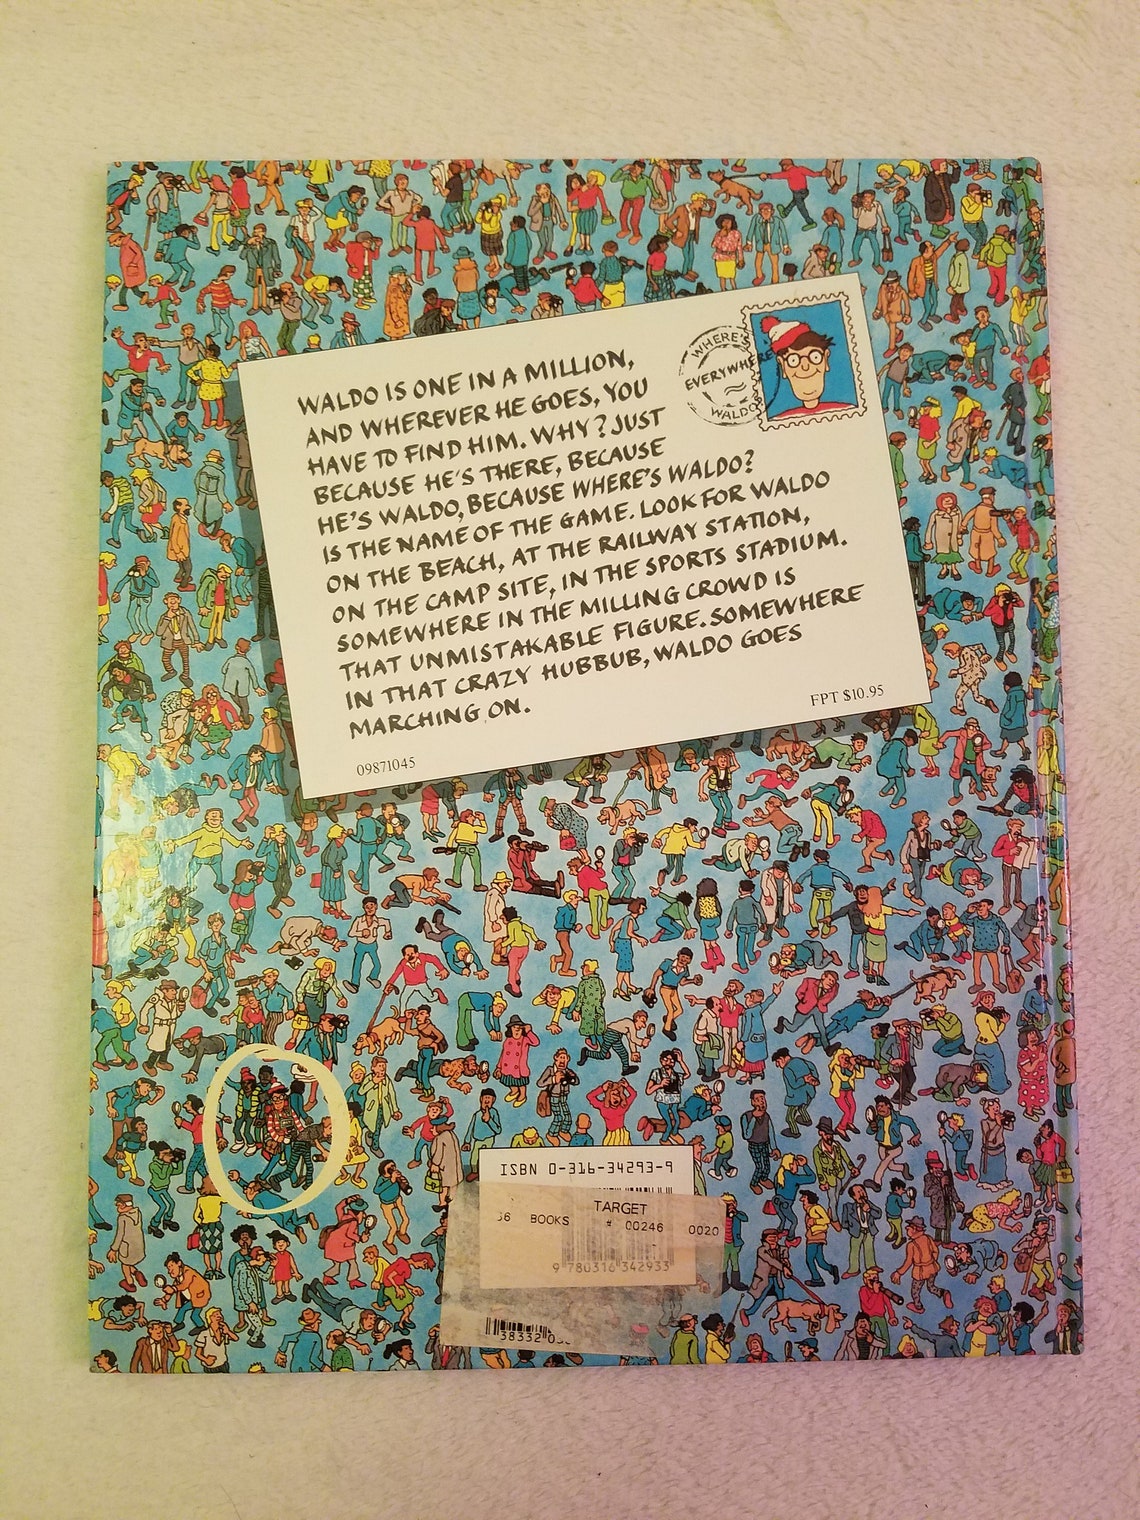 WALDO IS ONE IN A MILLION,
AND WHEREVER HE GOES, YOU
HAVE TO FIND HIM. WHY? JUST
BECAUSE HE'S THERE, BECAUSE
HE'S WALDO, BECAUSE WHERE'S WALDO?
IS THE NAME OF THE GAME. LOOK FOR WALDO
ON THE BEACH, AT THE RAILWAY STATION,
ON THE CAMP SITE, IN THE SPORTS STADIUM.
SOMEWHERE IN THE MILLING CROWD IS
THAT UNMISTAKABLE FIGURE. SOMEWHERE
IN THAT CRAZY HUBBUB, WALDO GOES
MARCHING ON.
WHERE'S
EVERYWHERE
WALDO
FPT $10.95
09871045
ISBN 0-316-34293-9
TARGET
BOOKS # 00246 0020
9 780316 342933
38332